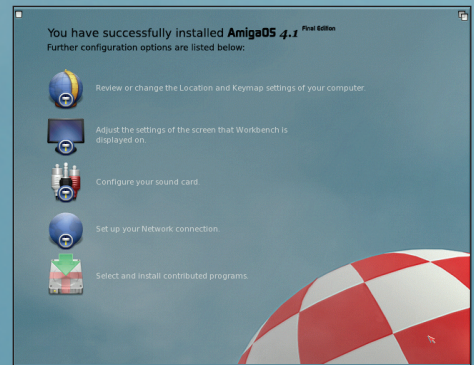 You have successfully installed AmigaOS 4.1 Final Edition
Further configuration options are listed below:
Review or change the Location and Keymap settings of your computer.
Adjust the settings of the screen that Workbench is
displayed on.
Configure your sound card.
Set up your Network connection.
Select and install contributed programs.